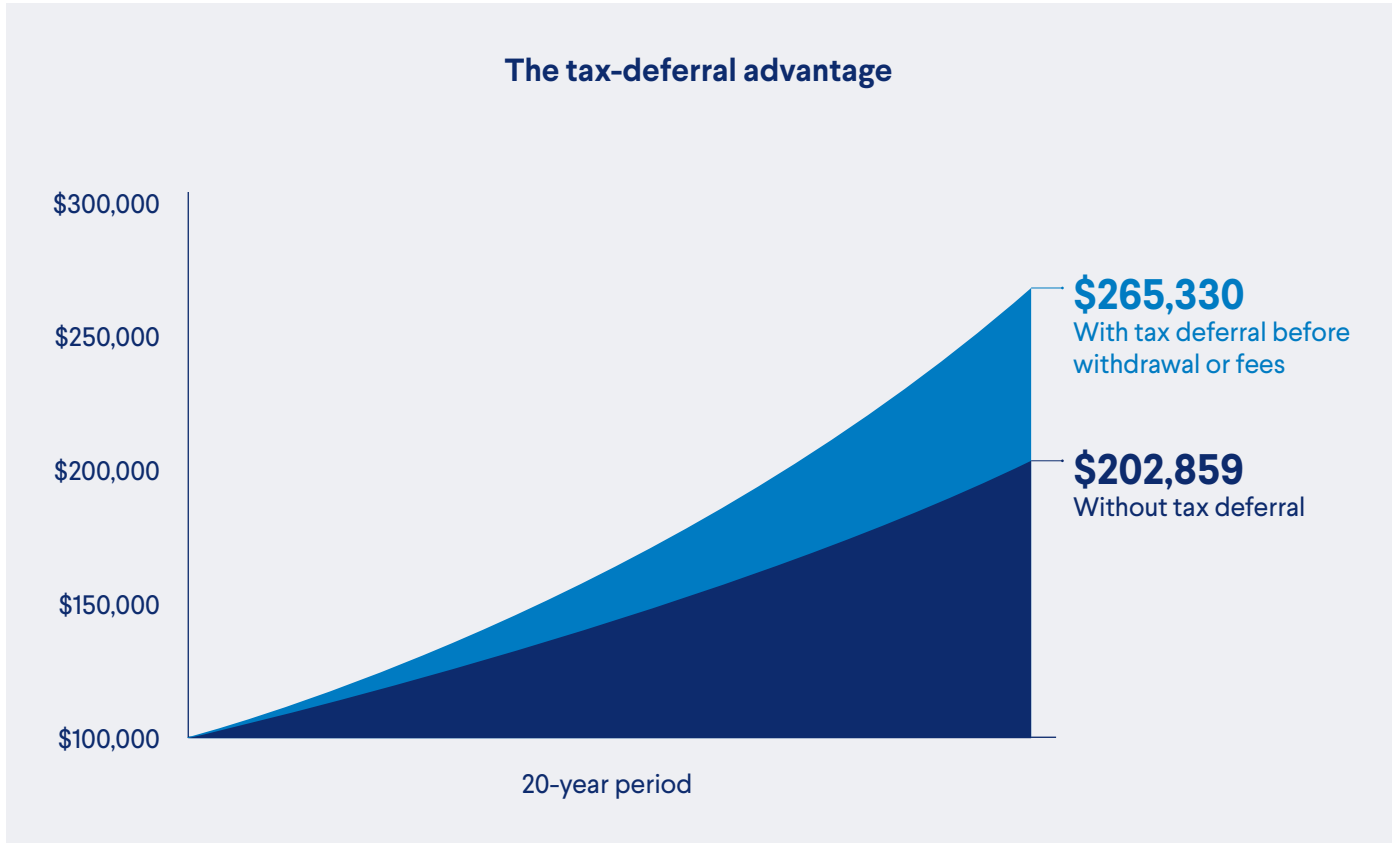 The tax-deferral advantage
$300,000
$250,000
$200,000
$150,000
$100,000
$265,330
With tax deferral before
withdrawal or fees
$202,859
Without tax deferral
20-year period